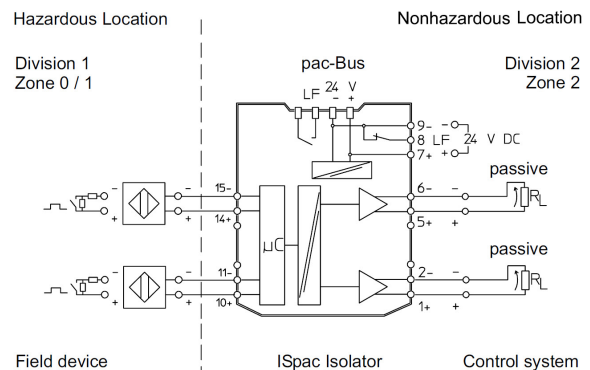 Hazardous Location
Nonhazardous Location
Division 1
Zone 0 / 1
pac-Bus
Division 2
Zone 2
LF 24 V
- +
9- -
8 LF 24 V DC
7+ +
passive
- - 15-
6- -
RL
+ + 14+
5+ +
µC
passive
- - 11-
2- -
RL
+ + 10+
1+ +
Field device
ISpac Isolator
Control system